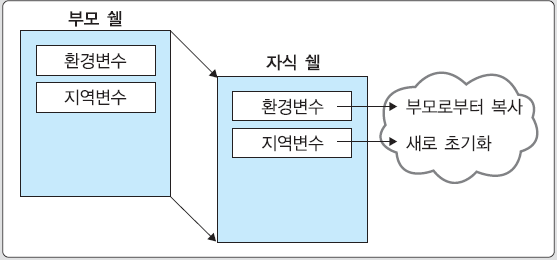 부모 쉘
환경변수
지역변수
자식 쉘
환경변수
지역변수
부모로부터 복사
새로 초기화